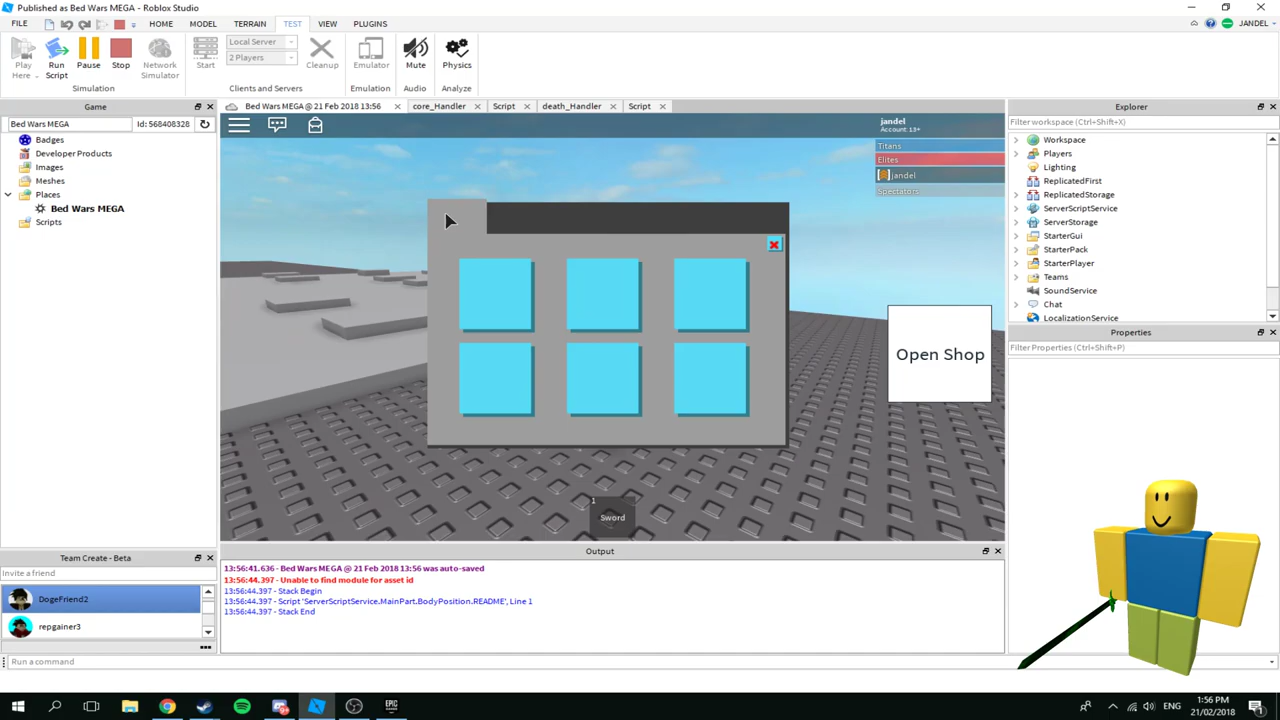 Published as Bed Wars MEGA - Roblox Studio
FILE
HOME
MODEL
TERRAIN
TEST
VIEW
PLUGINS
JANDEL
Play Here
Run Script
Pause
Stop
Network Simulator
Start
Local Server
2 Players
Cleanup
Emulator
Mute
Physics
Simulation
Clients and Servers
Emulation
Audio
Analyze
Game
Bed Wars MEGA
Id: 568408328
Badges
Developer Products
Images
Meshes
Places
Bed Wars MEGA
Scripts
Bed Wars MEGA @ 21 Feb 2018 13:56
core_Handler
Script
death_Handler
Script
jandel
Account: 13+
Titans
Elites
jandel
Spectators
Open Shop
1
Sword
Explorer
Filter workspace (Ctrl+Shift+X)
Workspace
Players
Lighting
ReplicatedFirst
ReplicatedStorage
ServerScriptService
ServerStorage
StarterGui
StarterPack
StarterPlayer
Teams
SoundService
Chat
LocalizationService
Properties
Filter Properties (Ctrl+Shift+P)
Team Create - Beta
Invite a friend
DogeFriend2
repgainer3
Output
13:56:41.636 - Bed Wars MEGA @ 21 Feb 2018 13:56 was auto-saved
13:56:44.397 - Unable to find module for asset id
13:56:44.397 - Stack Begin
13:56:44.397 - Script 'ServerScriptService.MainPart.BodyPosition.README', Line 1
13:56:44.397 - Stack End
Run a command
ENG
1:56 PM
21/02/2018